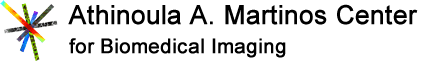 Athinoula A. Martinos Center
for Biomedical Imaging